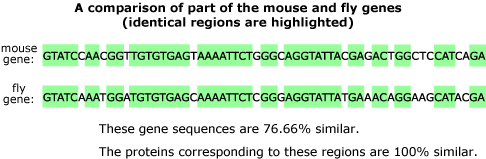 A comparison of part of the mouse and fly genes
(identical regions are highlighted)
mouse
gene: GTATCCAACGGTTGTGTGAGTAAAATTCTGGGCAGGTATTACGAGACTGGCTCCATCAGA
fly
gene: GTATCAAATGGATGTGTGAGCAAAATTCTCGGGAGGTATTATGAAACAGGAAGCATACGA
These gene sequences are 76.66% similar.
The proteins corresponding to these regions are 100% similar.